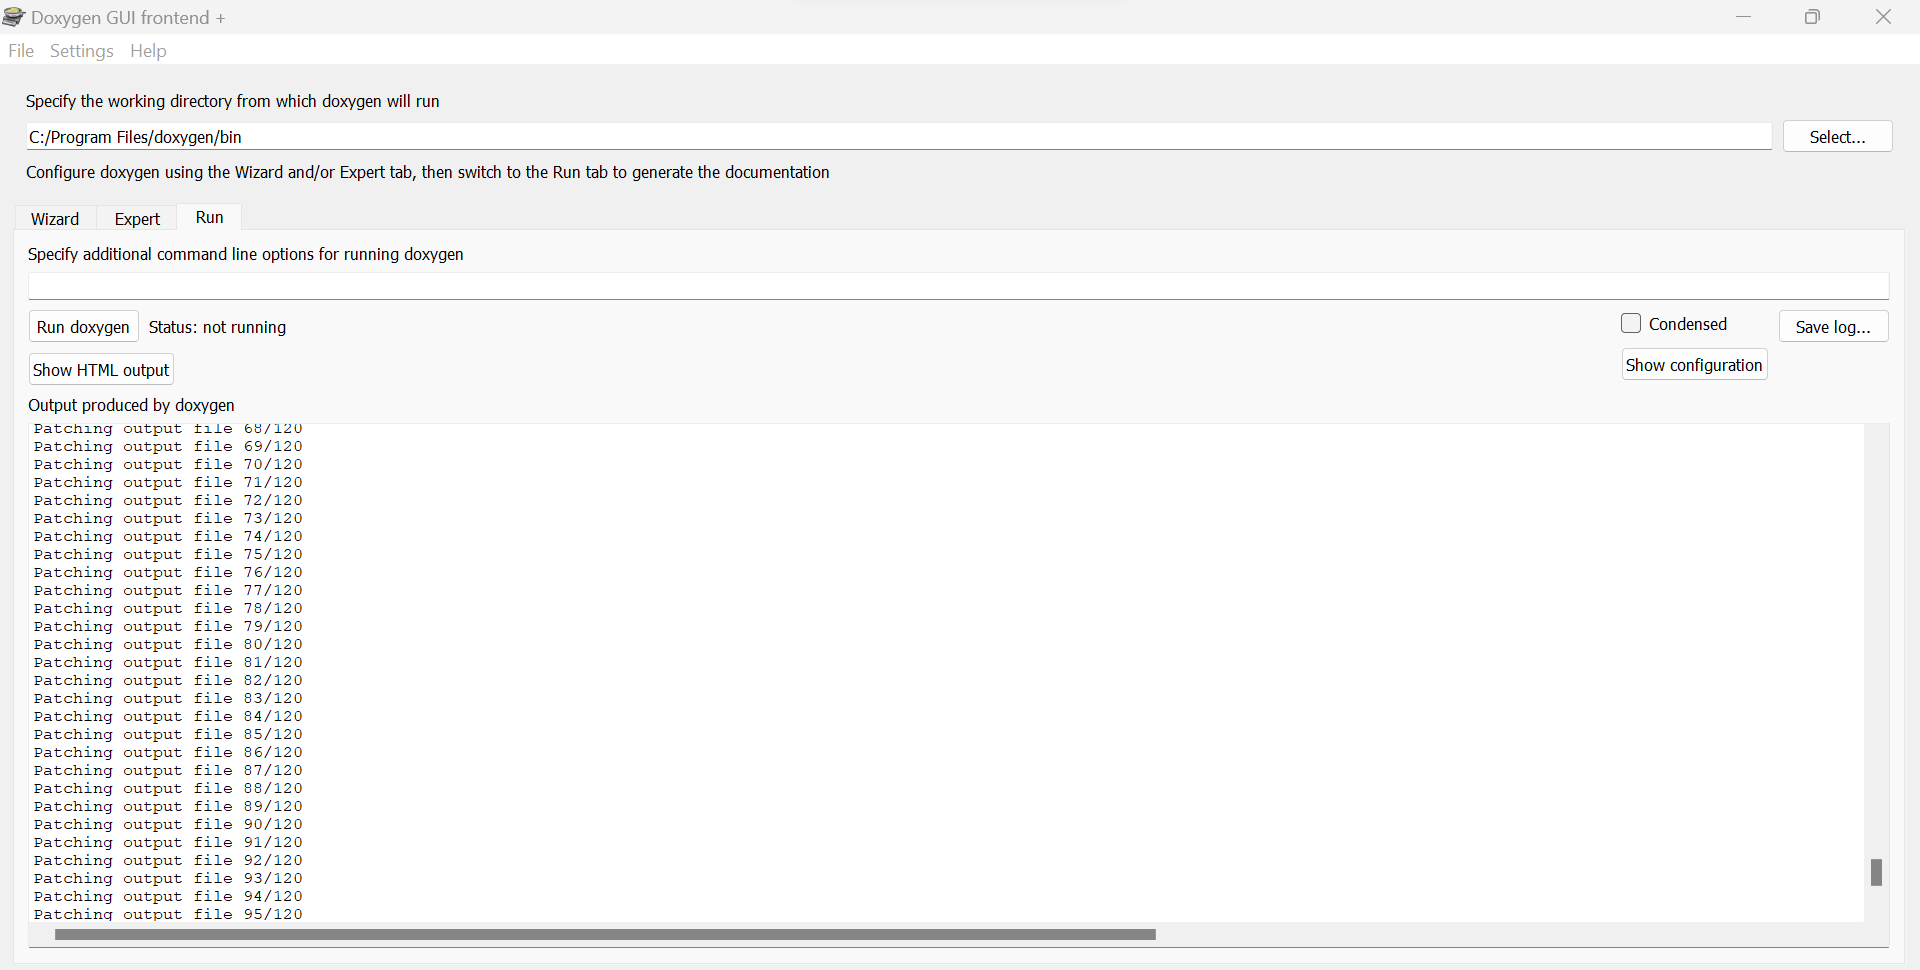 Doxygen GUI frontend +
File Settings Help
Specify the working directory from which doxygen will run
C:/Program Files/doxygen/bin Select...
Configure doxygen using the Wizard and/or Expert tab, then switch to the Run tab to generate the documentation
Wizard Expert Run
Specify additional command line options for running doxygen
Run doxygen Status: not running Condensed Save log...
Show HTML output Show configuration
Output produced by doxygen
Patching output file 68/120
Patching output file 69/120
Patching output file 70/120
Patching output file 71/120
Patching output file 72/120
Patching output file 73/120
Patching output file 74/120
Patching output file 75/120
Patching output file 76/120
Patching output file 77/120
Patching output file 78/120
Patching output file 79/120
Patching output file 80/120
Patching output file 81/120
Patching output file 82/120
Patching output file 83/120
Patching output file 84/120
Patching output file 85/120
Patching output file 86/120
Patching output file 87/120
Patching output file 88/120
Patching output file 89/120
Patching output file 90/120
Patching output file 91/120
Patching output file 92/120
Patching output file 93/120
Patching output file 94/120
Patching output file 95/120